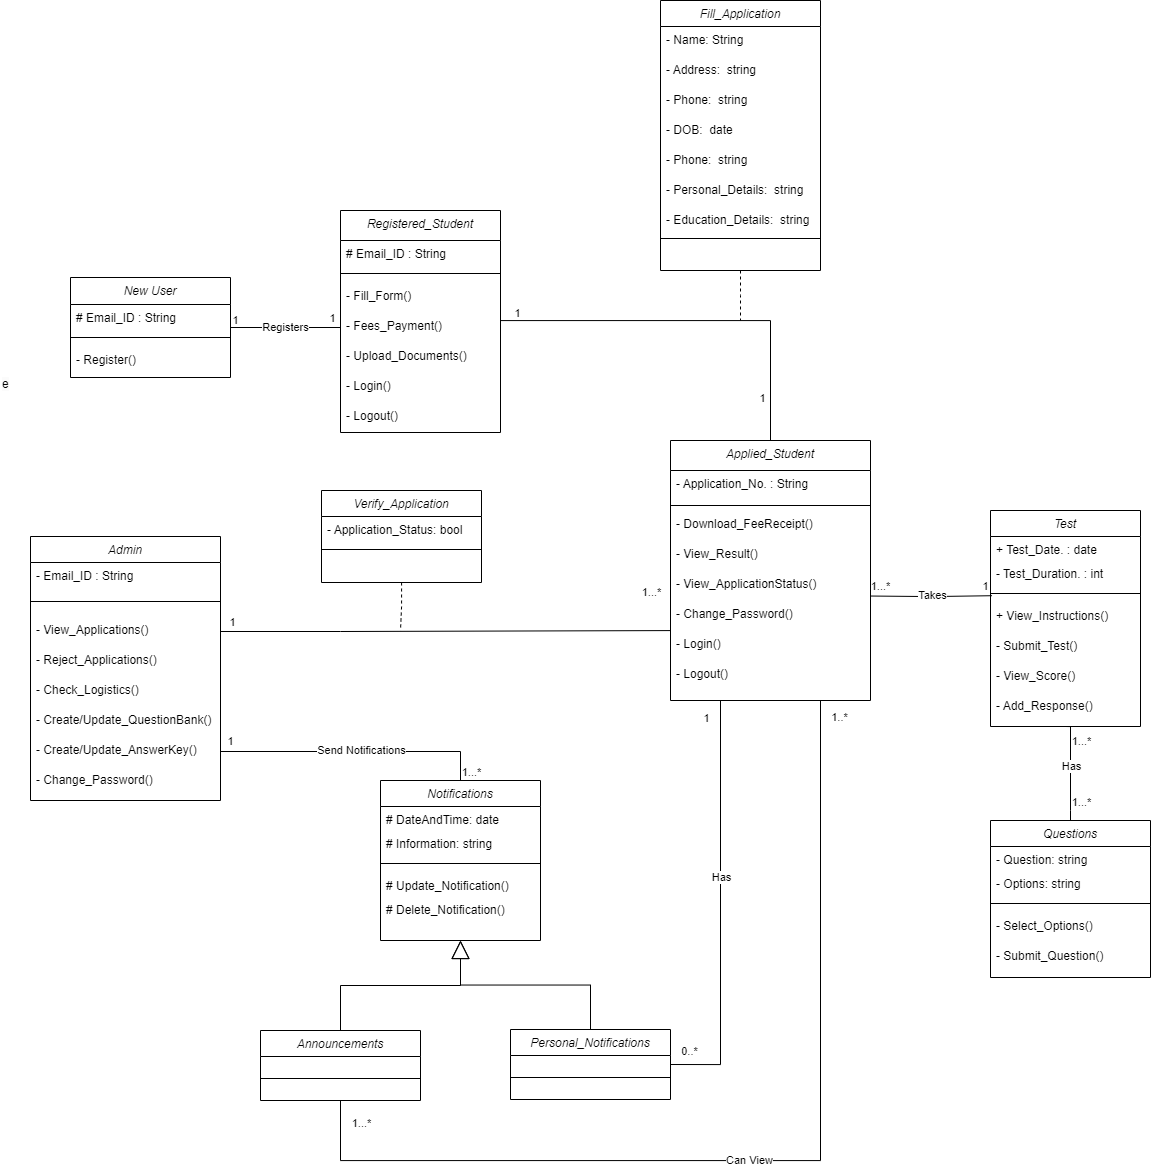 Fill_Application
- Name: String
- Address:  string
- Phone:  string
- DOB:  date
- Phone:  string
- Personal_Details:  string
- Education_Details:  string
Registered_Student
# Email_ID : String
- Fill_Form()
- Fees_Payment()
- Upload_Documents()
- Login()
- Logout()
New User
# Email_ID : String
- Register()
1
Registers
1
1
1
e
Applied_Student
- Application_No. : String
- Download_FeeReceipt()
- View_Result()
- View_ApplicationStatus()
- Change_Password()
- Login()
- Logout()
Verify_Application
- Application_Status: bool
Admin
- Email_ID : String
- View_Applications()
- Reject_Applications()
- Check_Logistics()
- Create/Update_QuestionBank()
- Create/Update_AnswerKey()
- Change_Password()
1
1...*
Test
+ Test_Date. : date
- Test_Duration. : int
+ View_Instructions()
- Submit_Test()
- View_Score()
- Add_Response()
1...*
Takes
1
1
Send Notifications
1...*
Notifications
# DateAndTime: date
# Information: string
# Update_Notification()
# Delete_Notification()
1
1..*
Has
1...*
Has
1...*
Questions
- Question: string
- Options: string
- Select_Options()
- Submit_Question()
Announcements
Personal_Notifications
0..*
1...*
Can View